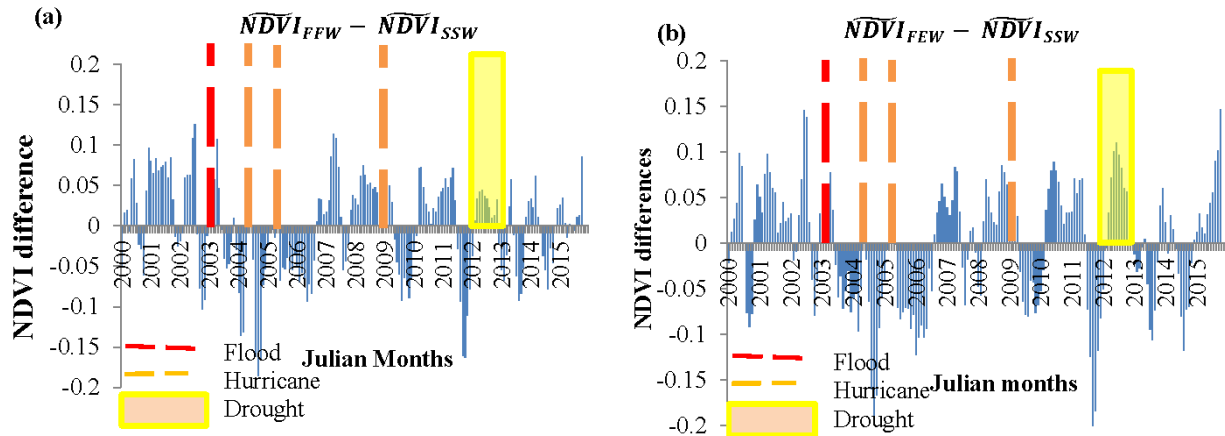 (a)
NDVI_FFW − NDVI_SSW
0.2
0.15
0.1
0.05
0
-0.05
-0.1
-0.15
-0.2
NDVI difference
2000 2001 2002 2003 2004 2005 2006 2007 2008 2009 2010 2011 2012 2013 2014 2015
Flood
Hurricane
Drought
Julian Months
(b)
NDVI_FEW − NDVI_SSW
0.2
0.15
0.1
0.05
0
-0.05
-0.1
-0.15
-0.2
NDVI differences
2000 2001 2002 2003 2004 2005 2006 2007 2008 2009 2010 2011 2012 2013 2014 2015
Flood
Hurricane
Drought
Julian months